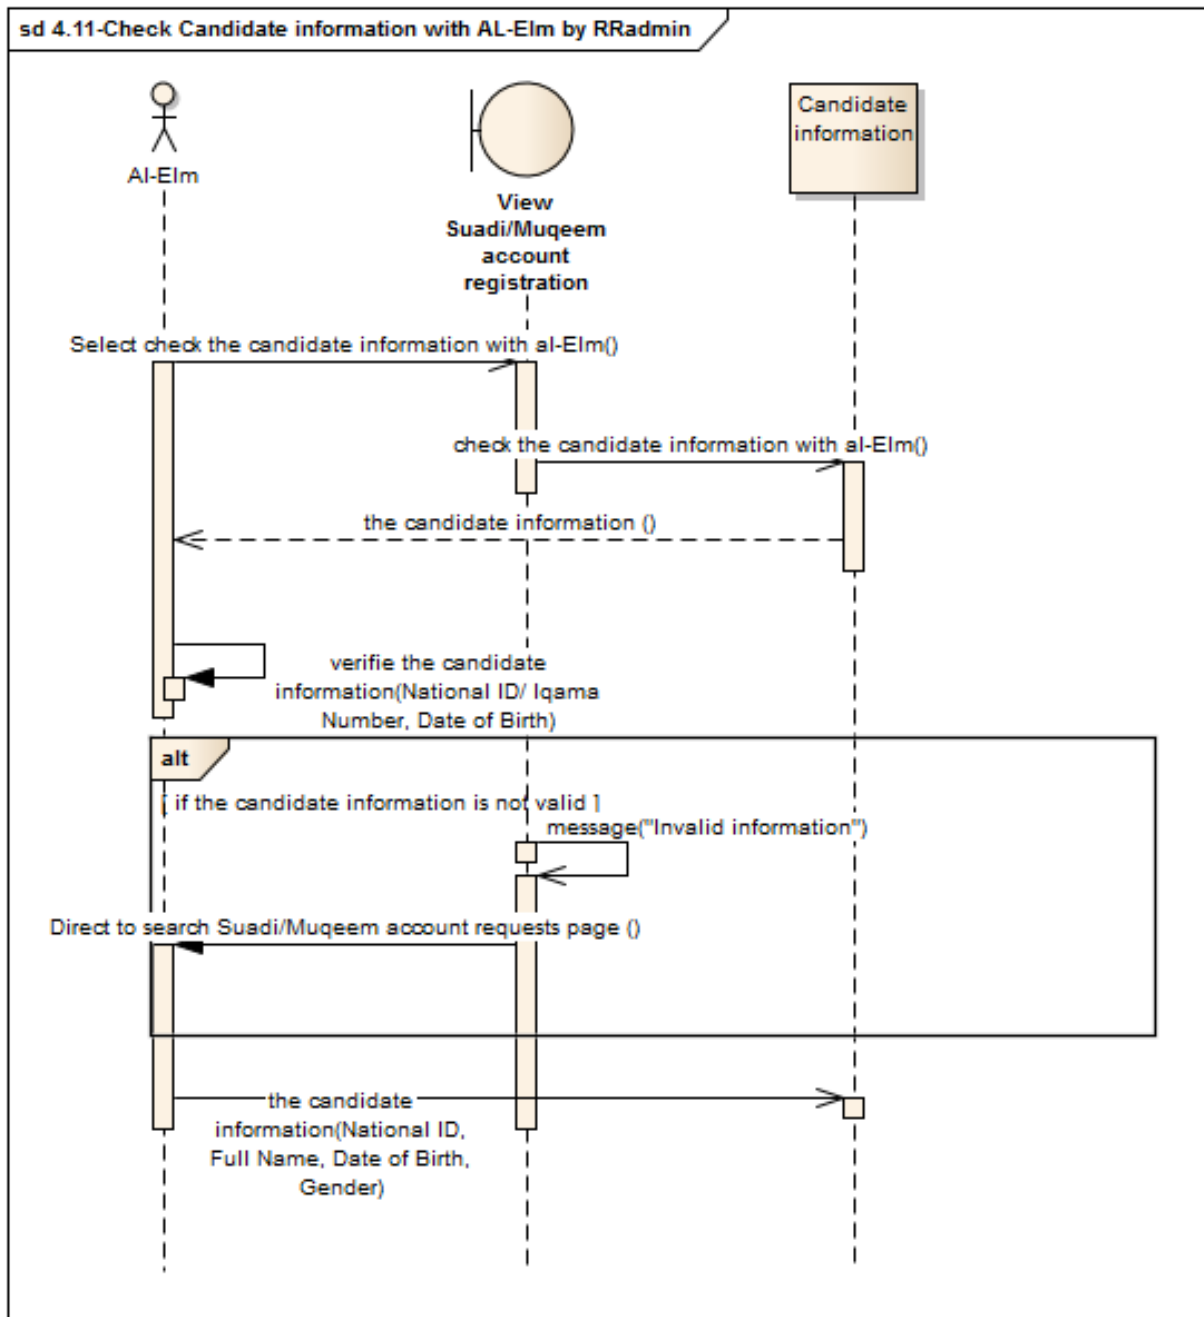 sd 4.11-Check Candidate information with AL-Elm by RRadmin
Al-Elm
View
Suadi/Muqeem
account
registration
Candidate
information
Select check the candidate information with al-Elm()
check the candidate information with al-Elm()
the candidate information ()
verifie the candidate
information(National ID/ Iqama
Number, Date of Birth)
alt
[ if the candidate information is not valid ]
message("Invalid information")
Direct to search Suadi/Muqeem account requests page ()
the candidate
information(National ID,
Full Name, Date of Birth,
Gender)